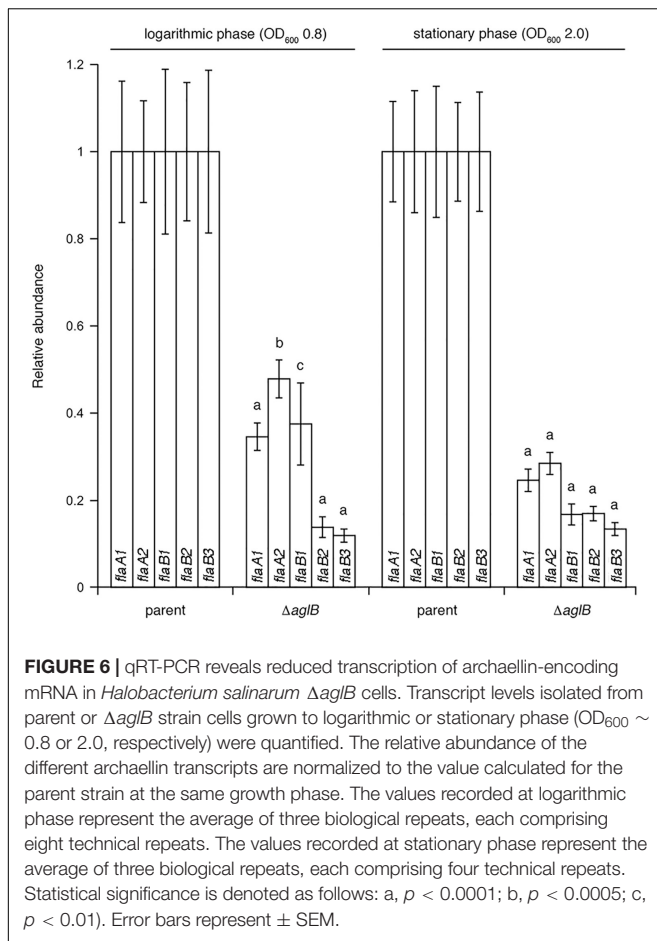 logarithmic phase (OD600 0.8) stationary phase (OD600 2.0)
1.2
1
0.8
0.6
0.4
0.2
0
Relative abundance
a
b
c
a
a
a
a
a
a
a
flaA1
flaA2
flaB1
flaB2
flaB3
flaA1
flaA2
flaB1
flaB2
flaB3
flaA1
flaA2
flaB1
flaB2
flaB3
flaA1
flaA2
flaB1
flaB2
flaB3
parent ΔaglB parent ΔaglB
FIGURE 6 | qRT-PCR reveals reduced transcription of archaellin-encoding
mRNA in Halobacterium salinarum ΔaglB cells. Transcript levels isolated from
parent or ΔaglB strain cells grown to logarithmic or stationary phase (OD600 ~
0.8 or 2.0, respectively) were quantified. The relative abundance of the
different archaellin transcripts are normalized to the value calculated for the
parent strain at the same growth phase. The values recorded at logarithmic
phase represent the average of three biological repeats, each comprising
eight technical repeats. The values recorded at stationary phase represent the
average of three biological repeats, each comprising four technical repeats.
Statistical significance is denoted as follows: a, p < 0.0001; b, p < 0.0005; c,
p < 0.01). Error bars represent ± SEM.